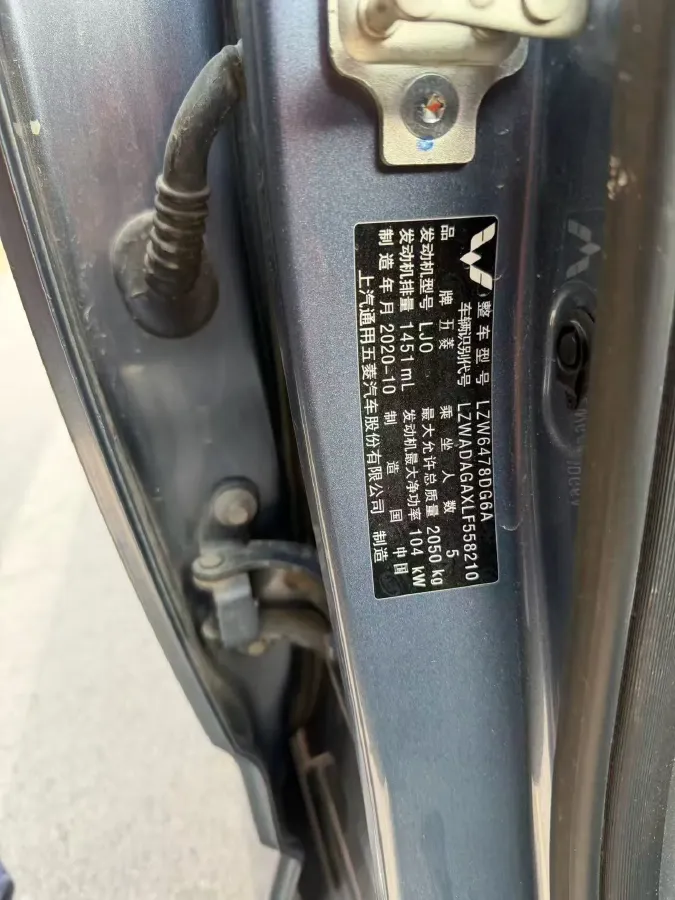 整车型号 LZW6478DG6A
车辆识别代号 LZWADAGAXLF558210
品 牌 五菱 乘坐人数 5
发动机型号 LJO 最大允许总质量 2050 kg
发动机排量 1451 mL 发动机最大净功率 104 kW
制造年月 2020-10 制造国 中国
上汽通用五菱汽车股份有限公司 制造